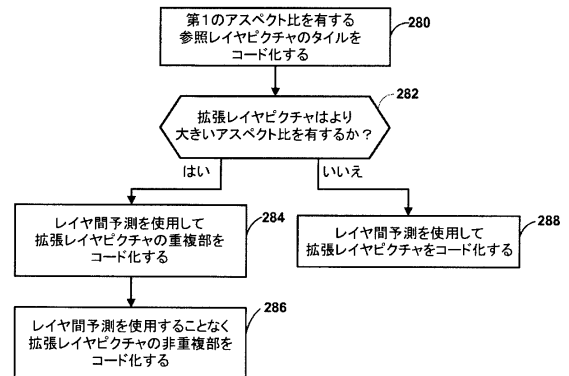 第1のアスペクト比を有する
参照レイヤピクチャのタイルを
コード化する
280
282
拡張レイヤピクチャはより
大きいアスペクト比を有するか？
はい
いいえ
レイヤ間予測を使用して
拡張レイヤピクチャの重複部を
コード化する
284
レイヤ間予測を使用して
拡張レイヤピクチャをコード化する
288
レイヤ間予測を使用することなく
拡張レイヤピクチャの非重複部を
コード化する
286